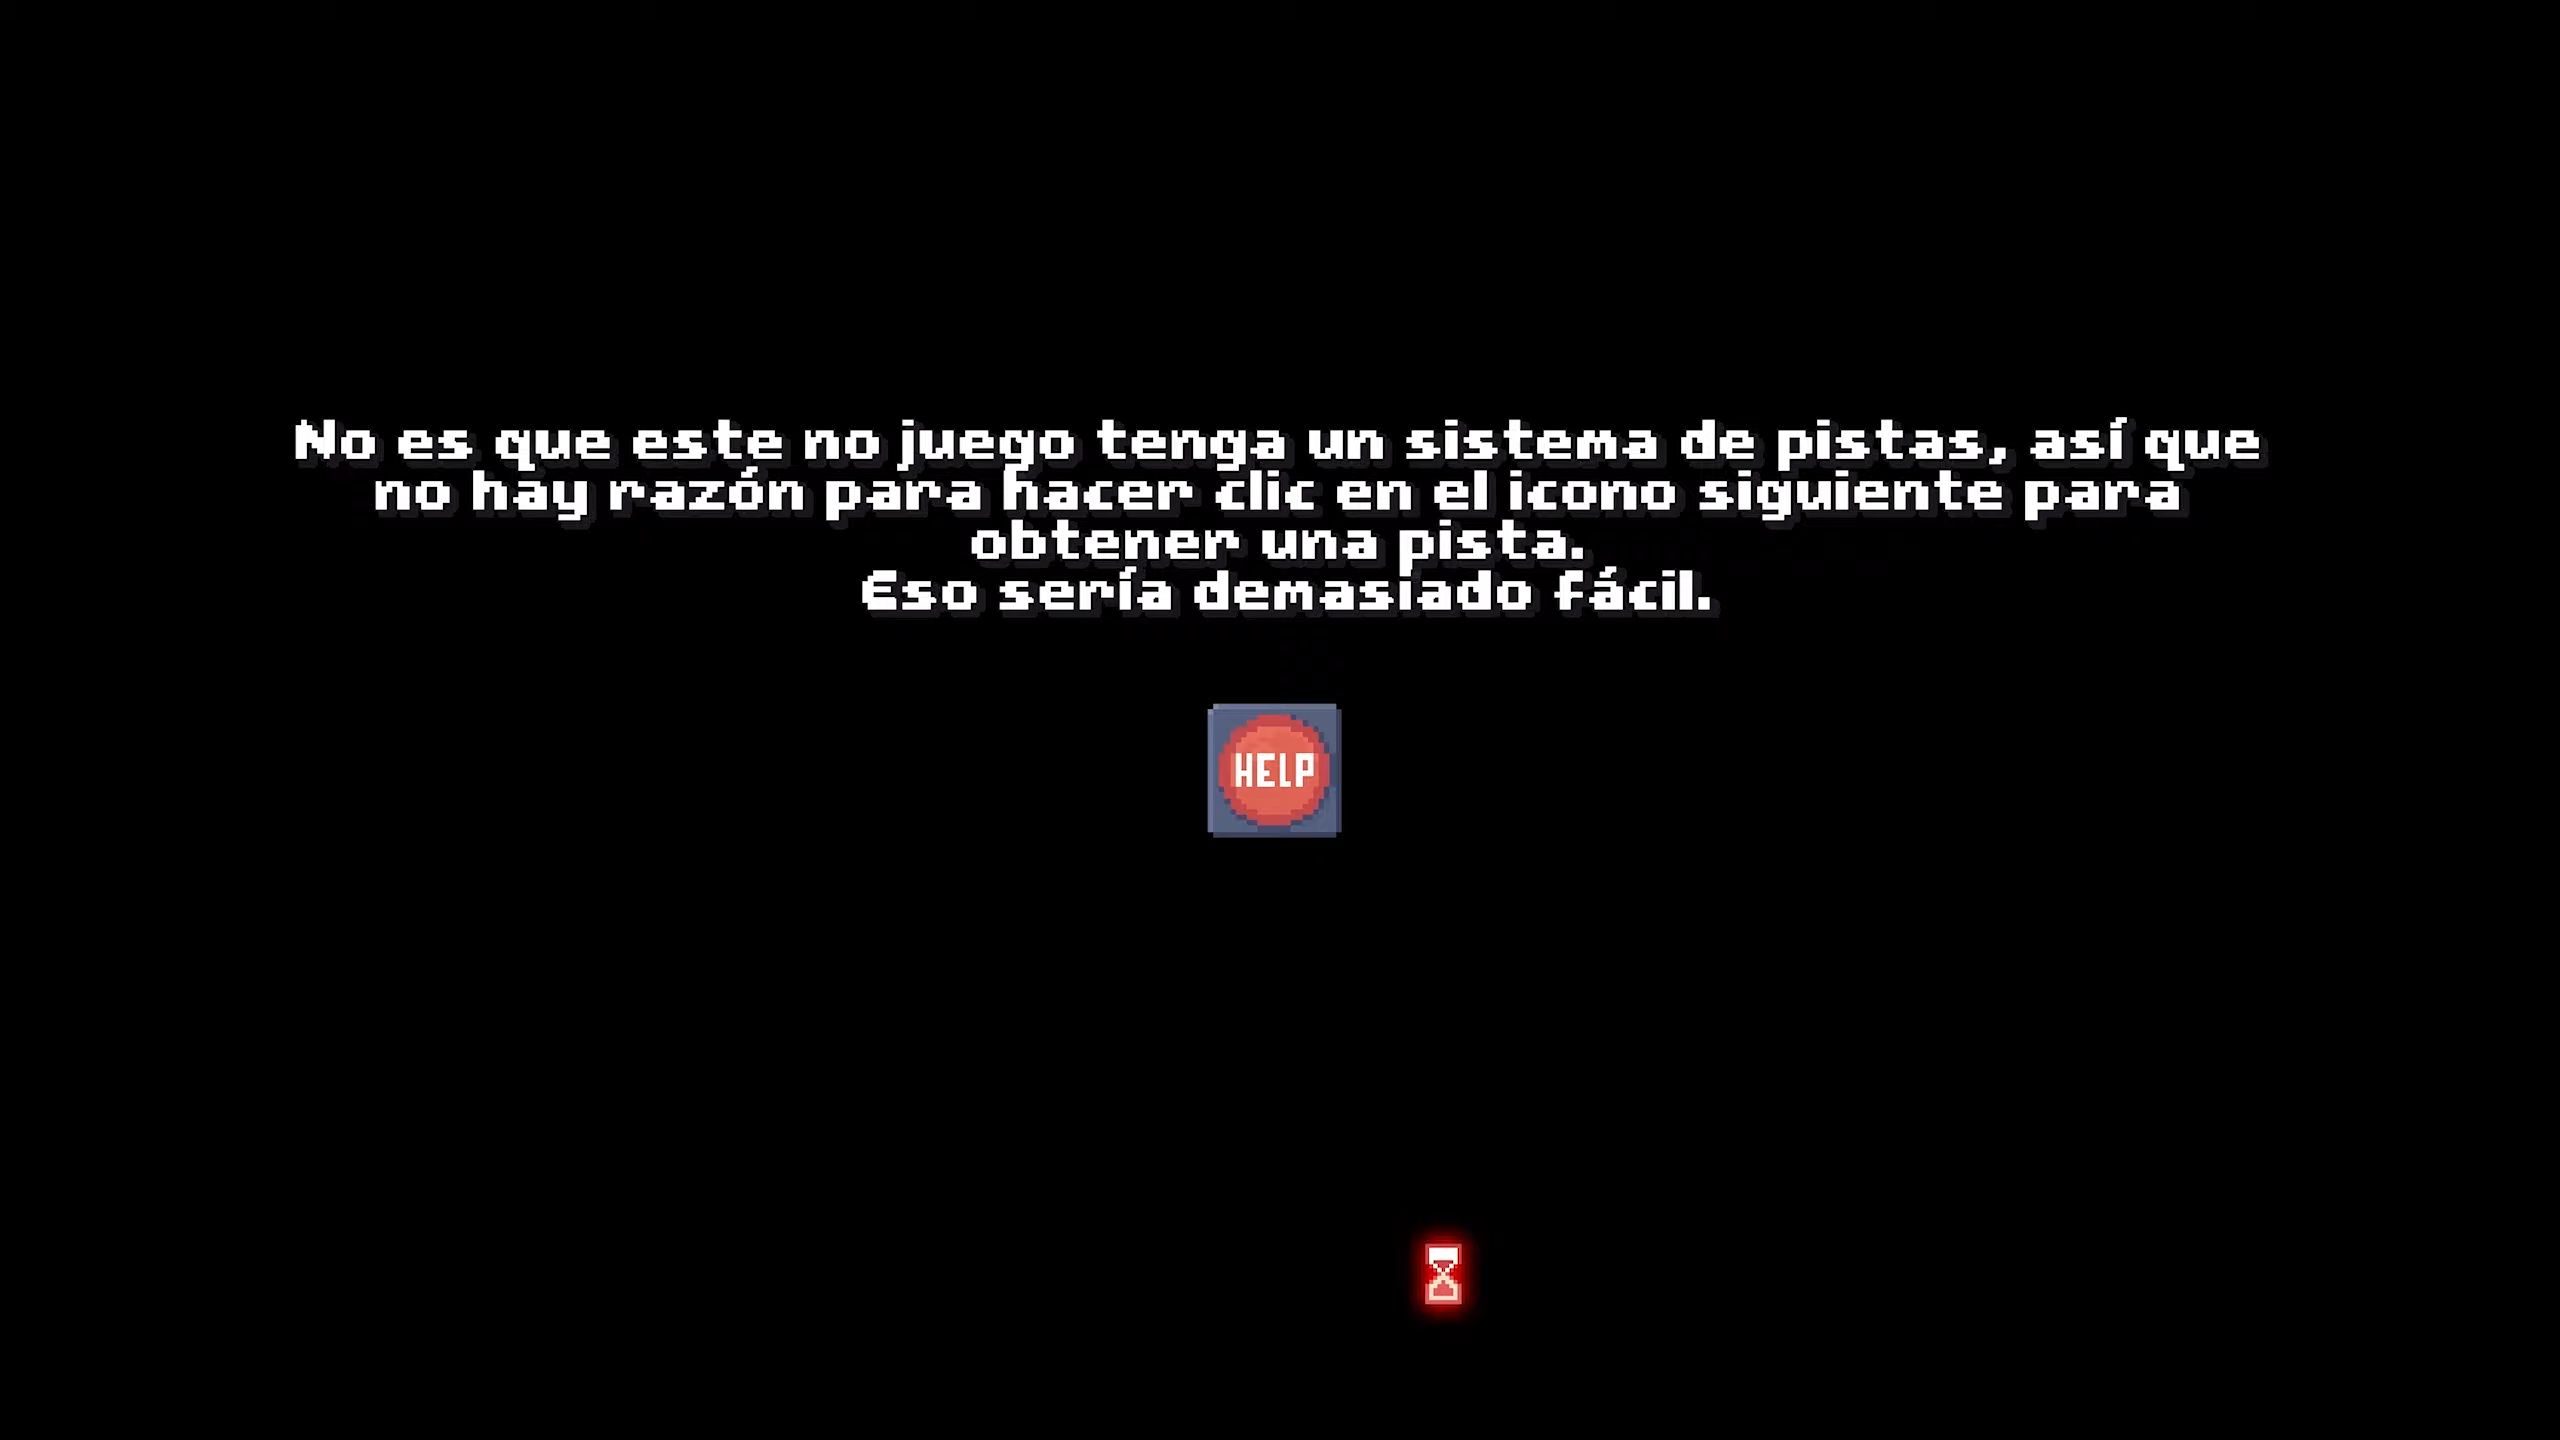 No es que este no juego tenga un sistema de pistas, así que
no hay razón para hacer clic en el icono siguiente para
obtener una pista.
Eso sería demasiado fácil.
HELP